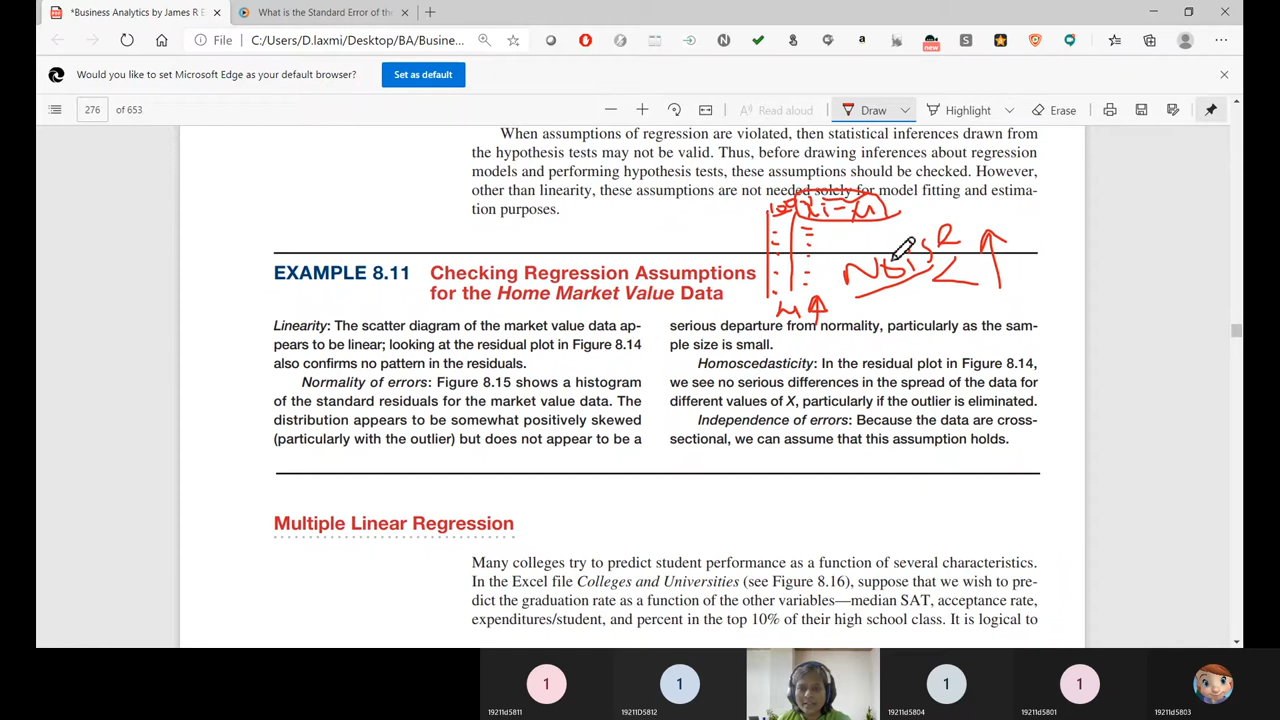 *Business Analytics by James R E
What is the Standard Error of the
File
C:/Users/D.laxmi/Desktop/BA/Busine...
new
Would you like to set Microsoft Edge as your default browser?
Set as default
276 of 653
Read aloud
Draw
Highlight
Erase
When assumptions of regression are violated, then statistical inferences drawn from
the hypothesis tests may not be valid. Thus, before drawing inferences about regression
models and performing hypothesis tests, these assumptions should be checked. However,
other than linearity, these assumptions are not needed solely for model fitting and estima-
tion purposes.
xi-μ
μ
EXAMPLE 8.11 Checking Regression Assumptions
for the Home Market Value Data
Linearity: The scatter diagram of the market value data ap-
pears to be linear; looking at the residual plot in Figure 8.14
also confirms no pattern in the residuals.
Normality of errors: Figure 8.15 shows a histogram
of the standard residuals for the market value data. The
distribution appears to be somewhat positively skewed
(particularly with the outlier) but does not appear to be a
serious departure from normality, particularly as the sam-
ple size is small.
Homoscedasticity: In the residual plot in Figure 8.14,
we see no serious differences in the spread of the data for
different values of X, particularly if the outlier is eliminated.
Independence of errors: Because the data are cross-
sectional, we can assume that this assumption holds.
Multiple Linear Regression
Many colleges try to predict student performance as a function of several characteristics.
In the Excel file Colleges and Universities (see Figure 8.16), suppose that we wish to pre-
dict the graduation rate as a function of the other variables—median SAT, acceptance rate,
expenditures/student, and percent in the top 10% of their high school class. It is logical to
1 1 1 1
19211d5811 19211D5812 19211d5804 19211d5801 19211d5803